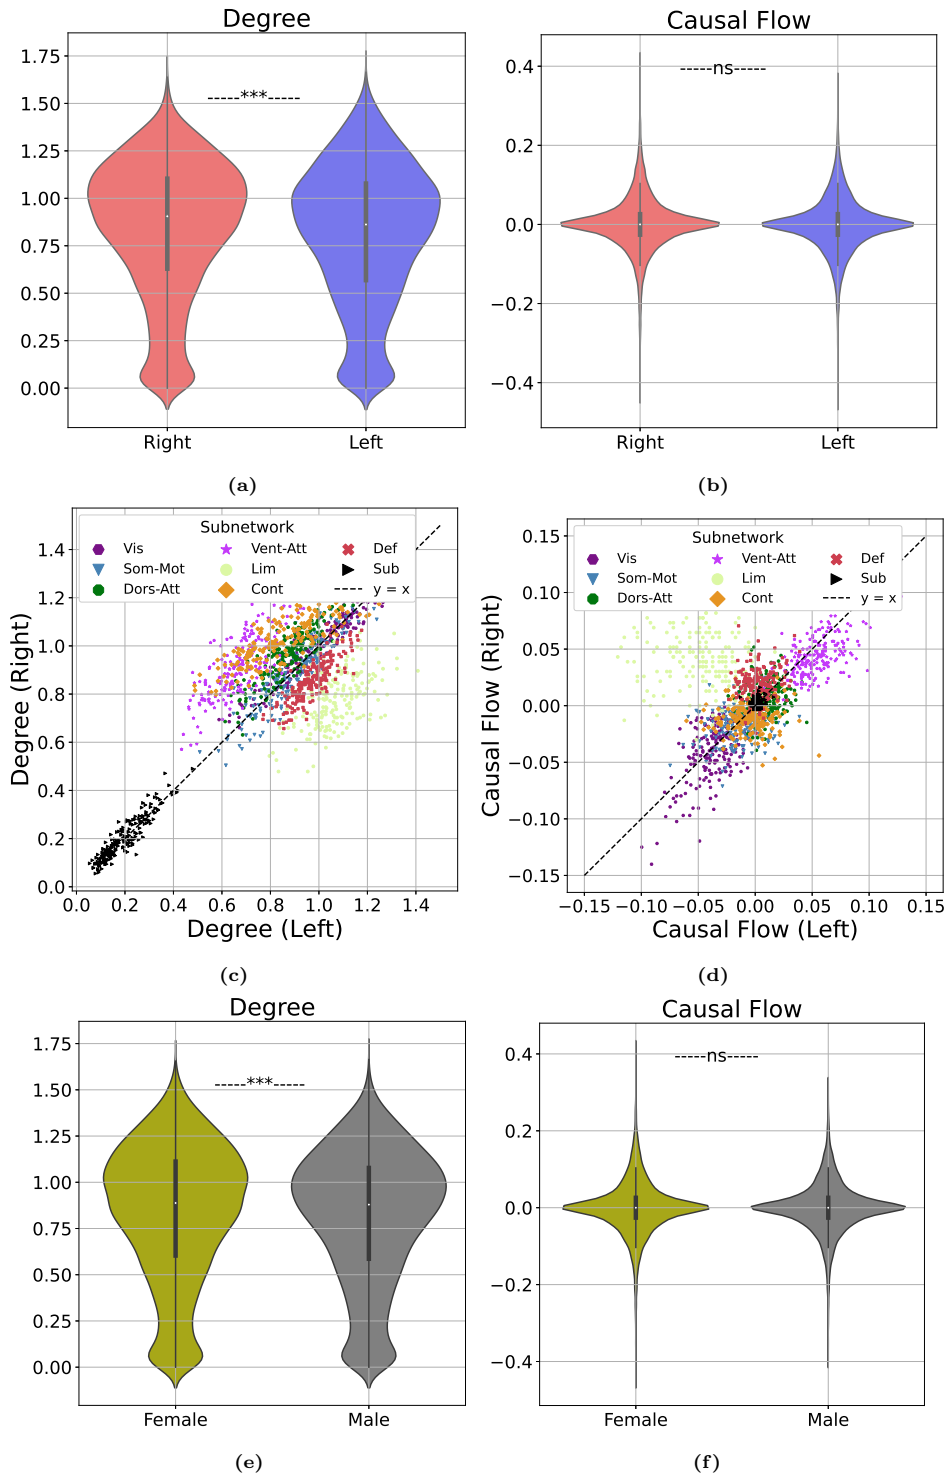 Degree
1.75
1.50
1.25
1.00
0.75
0.50
0.25
0.00
***
Right
Left
(a)
Causal Flow
0.4
0.2
0.0
−0.2
−0.4
ns
Right
Left
(b)
Subnetwork
Vis
Som-Mot
Dors-Att
Vent-Att
Lim
Cont
Def
Sub
y = x
Degree (Right)
1.4
1.2
1.0
0.8
0.6
0.4
0.2
0.0
0.0 0.2 0.4 0.6 0.8 1.0 1.2 1.4
Degree (Left)
(c)
Subnetwork
Vis
Som-Mot
Dors-Att
Vent-Att
Lim
Cont
Def
Sub
y = x
Causal Flow (Right)
0.15
0.10
0.05
0.00
−0.05
−0.10
−0.15
−0.15 −0.10 −0.05 0.00 0.05 0.10 0.15
Causal Flow (Left)
(d)
Degree
1.75
1.50
1.25
1.00
0.75
0.50
0.25
0.00
***
Female
Male
(e)
Causal Flow
0.4
0.2
0.0
−0.2
−0.4
ns
Female
Male
(f)